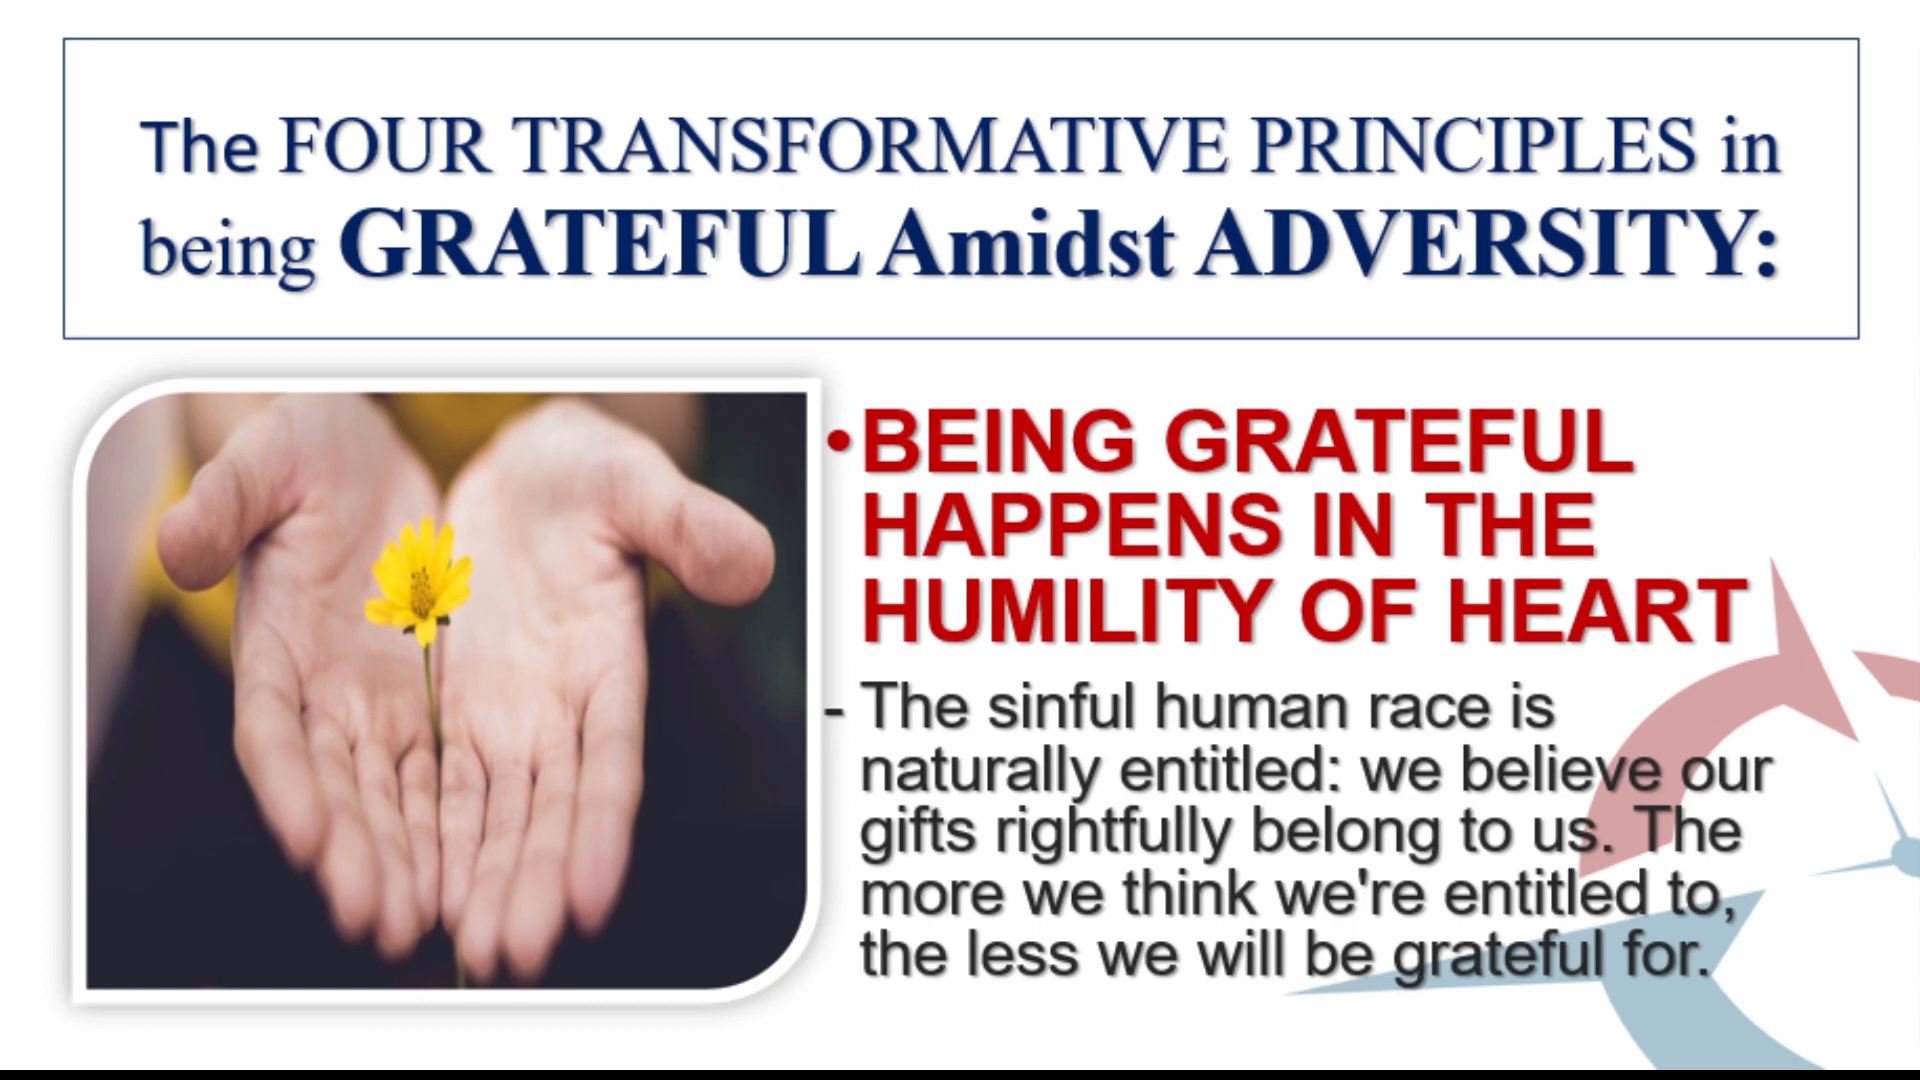 The FOUR TRANSFORMATIVE PRINCIPLES in
being GRATEFUL Amidst ADVERSITY:
•BEING GRATEFUL
HAPPENS IN THE
HUMILITY OF HEART
- The sinful human race is
naturally entitled: we believe our
gifts rightfully belong to us. The
more we think we're entitled to,
the less we will be grateful for.